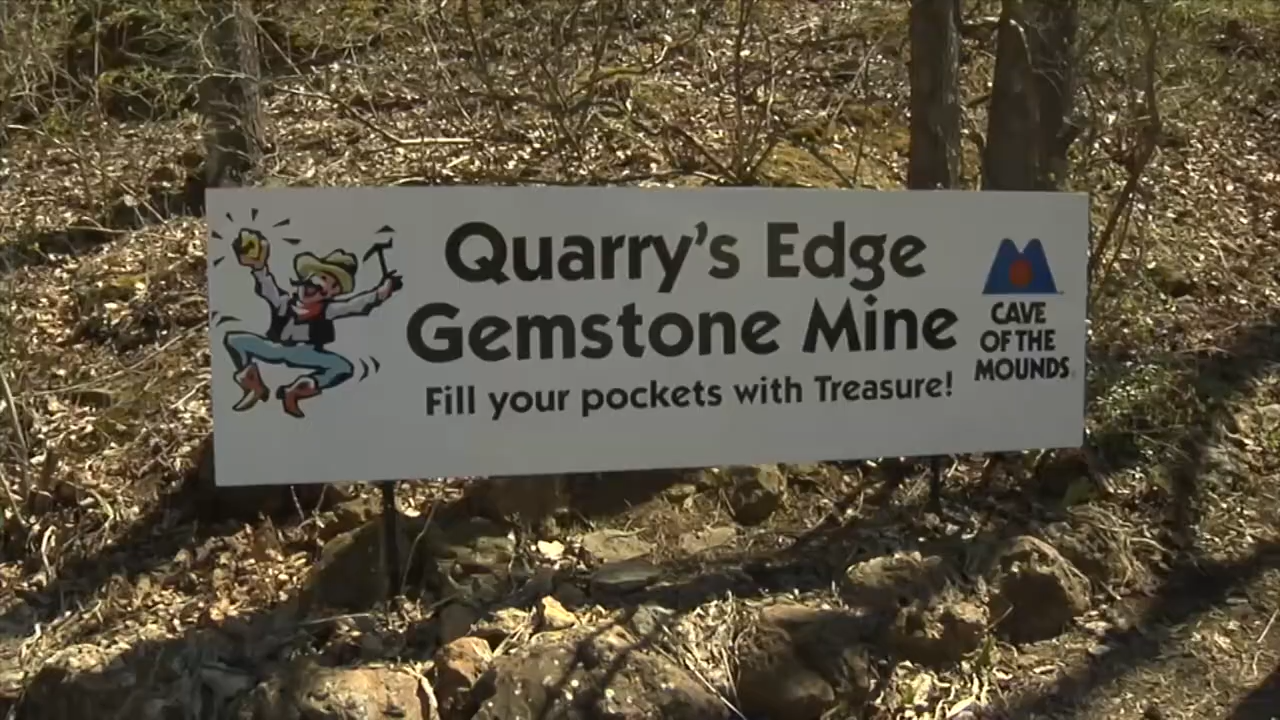 Quarry's Edge
Gemstone Mine
Fill your pockets with Treasure!
CAVE
OF THE
MOUNDS